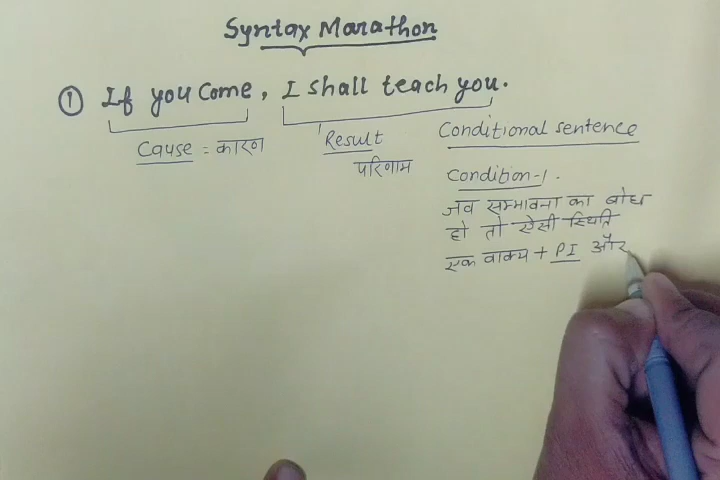 Syntax Marathon
① If you Come, I shall teach you.
Cause = कारण
Result
परिणाम
Conditional sentence
Condition-1.
जब सम्भावना का बोध
हो तो ऐसी स्थिति
एक वाक्य + PI और